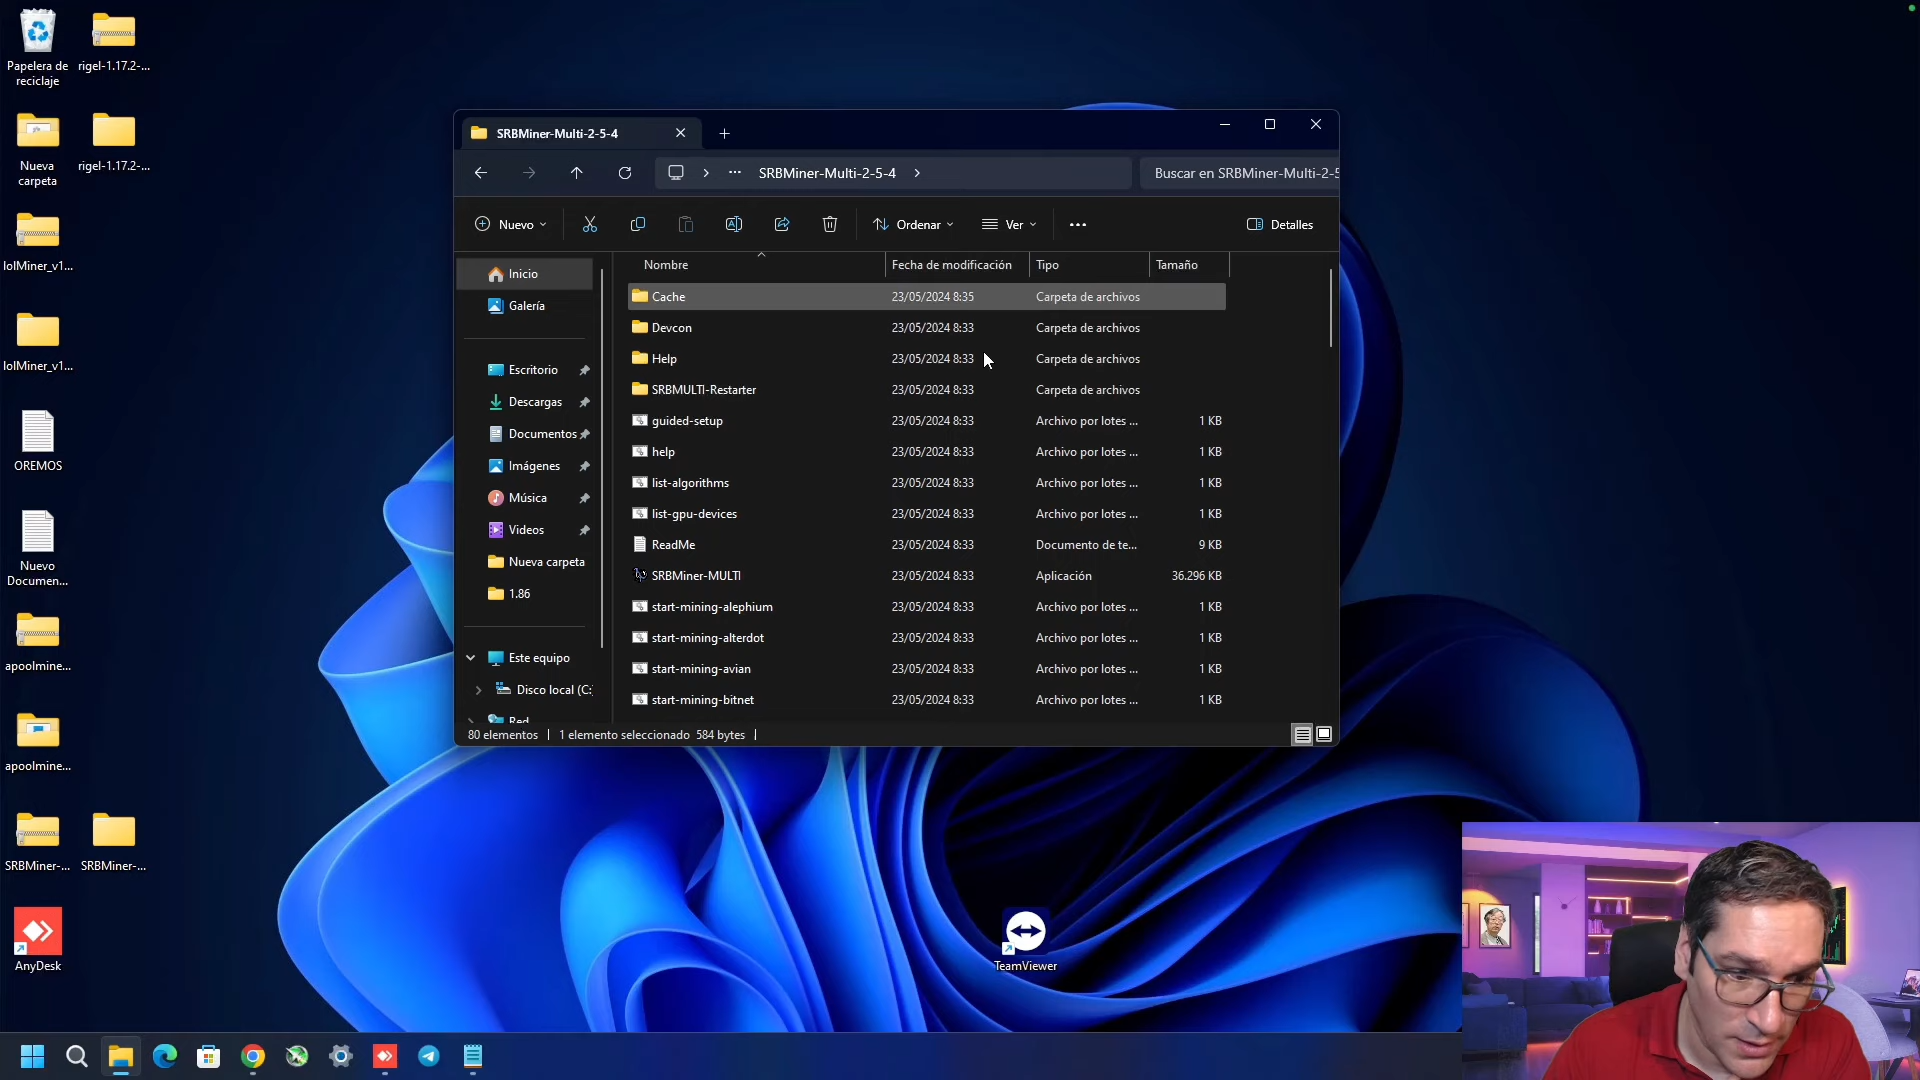 Papelera de
reciclaje
rigel-1.17.2-...
Nueva
carpeta
rigel-1.17.2-...
lolMiner_v1...
lolMiner_v1...
OREMOS
Nuevo
Documen...
apoolmine...
apoolmine...
SRBMiner-...
SRBMiner-...
AnyDesk
TeamViewer
SRBMiner-Multi-2-5-4
SRBMiner-Multi-2-5-4
Buscar en SRBMiner-Multi-2-5
Nuevo
Ordenar
Ver
Detalles
Inicio
Galería
Escritorio
Descargas
Documentos
Imágenes
Música
Videos
Nueva carpeta
1.86
Este equipo
Disco local (C:)
Red
Nombre Fecha de modificación Tipo Tamaño
Cache 23/05/2024 8:35 Carpeta de archivos
Devcon 23/05/2024 8:33 Carpeta de archivos
Help 23/05/2024 8:33 Carpeta de archivos
SRBMULTI-Restarter 23/05/2024 8:33 Carpeta de archivos
guided-setup 23/05/2024 8:33 Archivo por lotes ... 1 KB
help 23/05/2024 8:33 Archivo por lotes ... 1 KB
list-algorithms 23/05/2024 8:33 Archivo por lotes ... 1 KB
list-gpu-devices 23/05/2024 8:33 Archivo por lotes ... 1 KB
ReadMe 23/05/2024 8:33 Documento de te... 9 KB
SRBMiner-MULTI 23/05/2024 8:33 Aplicación 36.296 KB
start-mining-alephium 23/05/2024 8:33 Archivo por lotes ... 1 KB
start-mining-alterdot 23/05/2024 8:33 Archivo por lotes ... 1 KB
start-mining-avian 23/05/2024 8:33 Archivo por lotes ... 1 KB
start-mining-bitnet 23/05/2024 8:33 Archivo por lotes ... 1 KB
80 elementos | 1 elemento seleccionado 584 bytes |